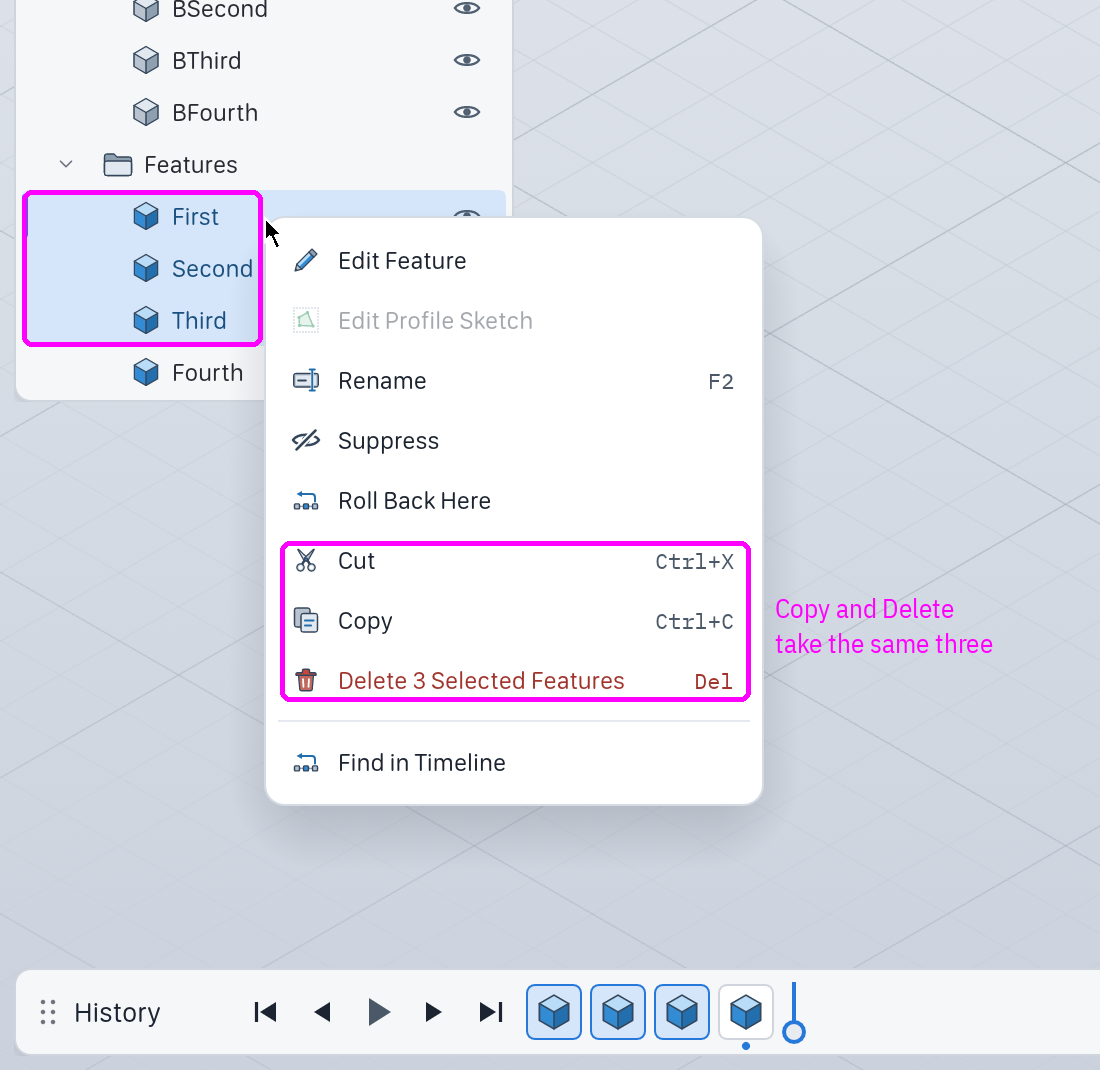 BSecond
BThird
BFourth
Features
First
Second
Third
Fourth
Edit Feature
Edit Profile Sketch
Rename F2
Suppress
Roll Back Here
Cut Ctrl+X
Copy Ctrl+C
Delete 3 Selected Features Del
Find in Timeline
Copy and Delete
take the same three
History